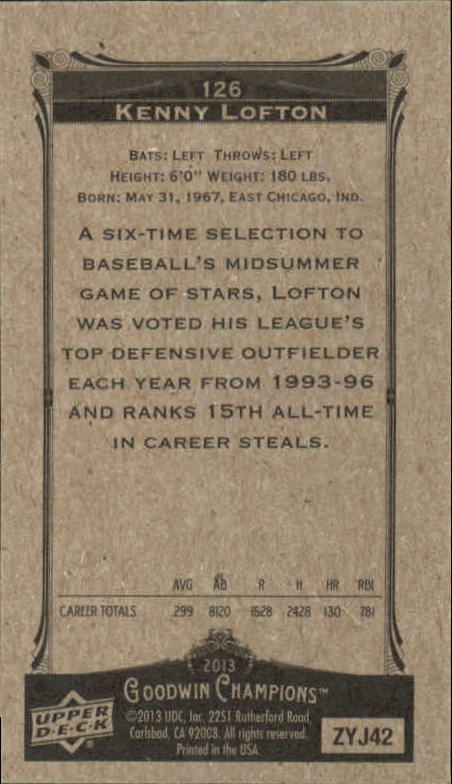 126
KENNY LOFTON
BATS: LEFT THROWS: LEFT
HEIGHT: 6'0" WEIGHT: 180 LBS.
BORN: MAY 31, 1967, EAST CHICAGO, IND.
A SIX-TIME SELECTION TO
BASEBALL'S MIDSUMMER
GAME OF STARS, LOFTON
WAS VOTED HIS LEAGUE'S
TOP DEFENSIVE OUTFIELDER
EACH YEAR FROM 1993-96
AND RANKS 15TH ALL-TIME
IN CAREER STEALS.
AVG AB R H HR RBI
CAREER TOTALS 299 8120 1528 2428 130 781
2013
GOODWIN CHAMPIONS™
UPPER
D·E·C·K
®
©2013 UDC, Inc. 2251 Rutherford Road,
Carlsbad, CA 92008. All rights reserved.
Printed in the USA.
ZYJ42